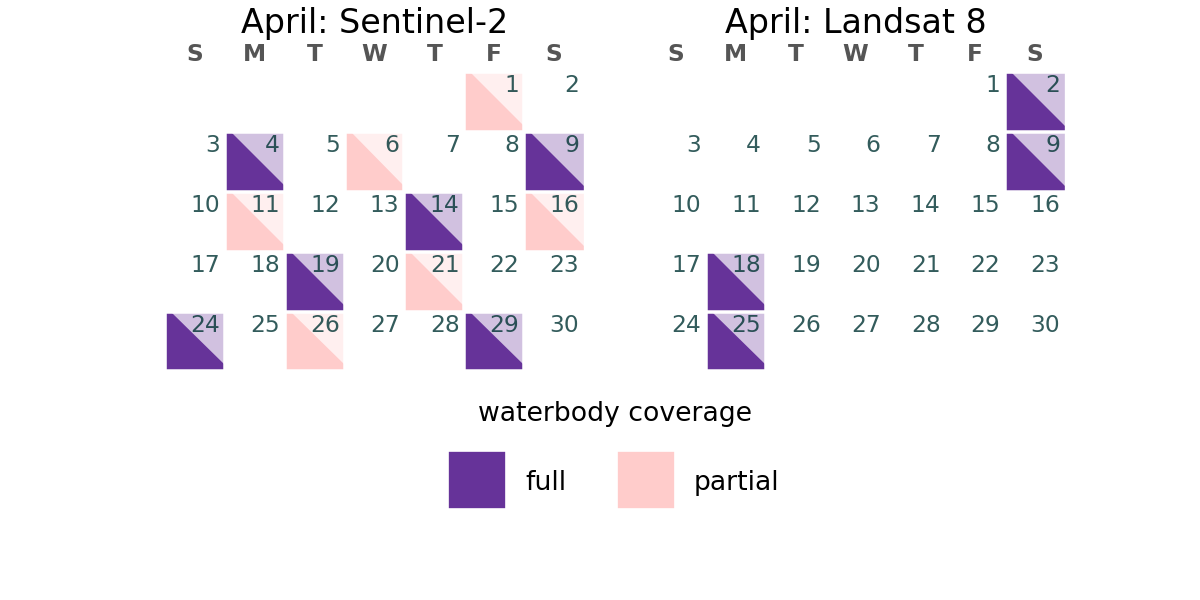 April: Sentinel-2
S M T W T F S
1 2
3 4 5 6 7 8 9
10 11 12 13 14 15 16
17 18 19 20 21 22 23
24 25 26 27 28 29 30
April: Landsat 8
S M T W T F S
1 2
3 4 5 6 7 8 9
10 11 12 13 14 15 16
17 18 19 20 21 22 23
24 25 26 27 28 29 30
waterbody coverage
full partial